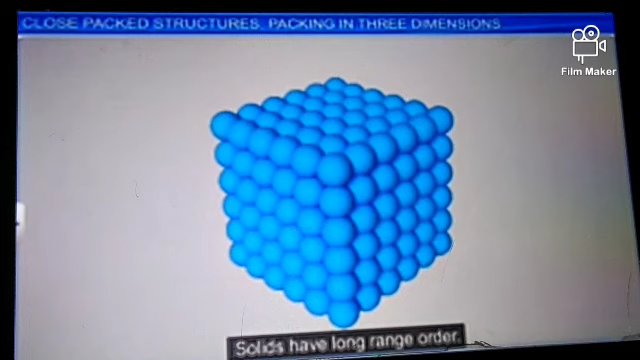 CLOSE PACKED STRUCTURES, PACKING IN THREE DIMENSIONS
Film Maker
Solids have long range order.